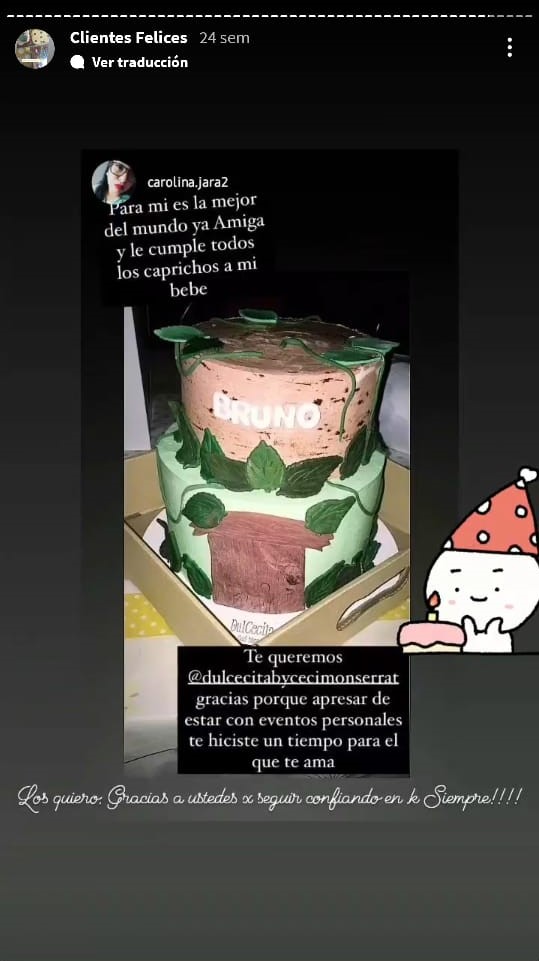 Clientes Felices 24 sem
Ver traducción
carolina.jara2
Para mi es la mejor
del mundo ya Amiga
y le cumple todos
los caprichos a mi
bebe
BRUNO
DulCecita
Te queremos
@dulcecitabycecimonserrat
gracias porque apresar de
estar con eventos personales
te hiciste un tiempo para el
que te ama
Los quiero. Gracias a ustedes x seguir confiando en k Siempre!!!!